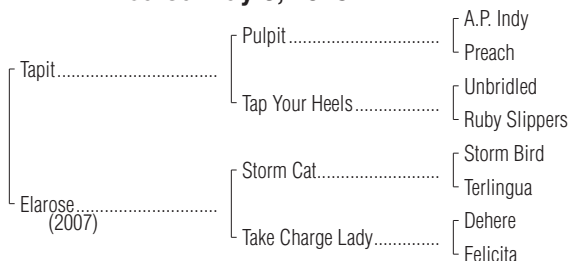 A.P. Indy
Pulpit
Preach
Tapit
Unbridled
Tap Your Heels
Ruby Slippers
Storm Bird
Storm Cat
Terlingua
Elarose
(2007)
Dehere
Take Charge Lady
Felicita